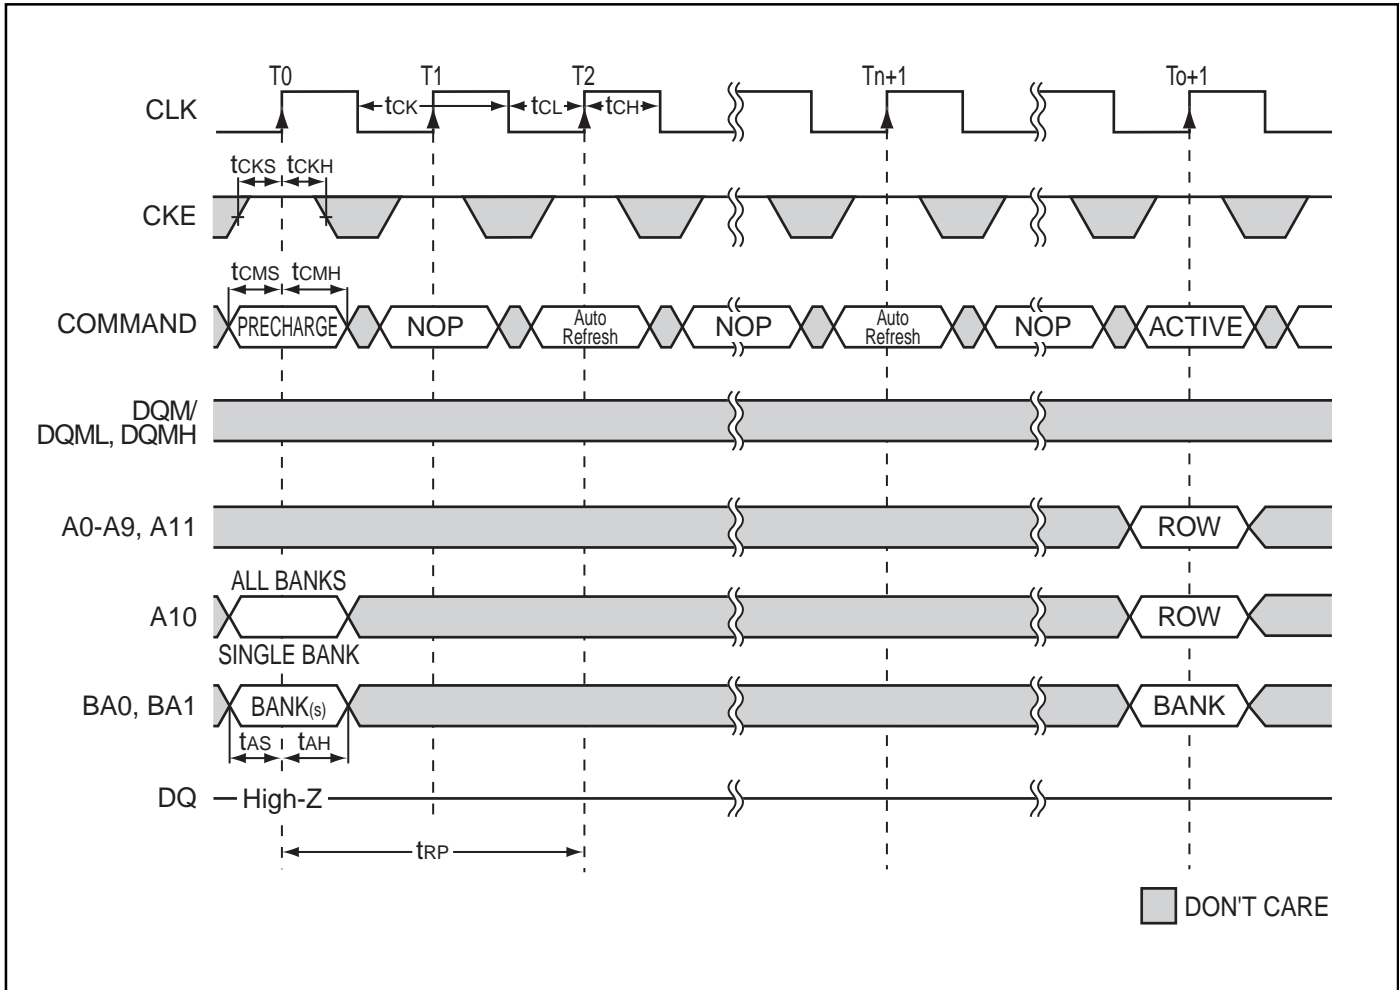 T0 T1 T2 Tn+1 To+1
CLK tCK tCL tCH
tCKS tCKH
CKE
tCMS tCMH
COMMAND PRECHARGE NOP Auto Refresh NOP Auto Refresh NOP ACTIVE
DQM/
DQML, DQMH
A0-A9, A11 ROW
ALL BANKS
A10 ROW
SINGLE BANK
BA0, BA1 BANK(s) BANK
tAS tAH
DQ High-Z
tRP
DON'T CARE